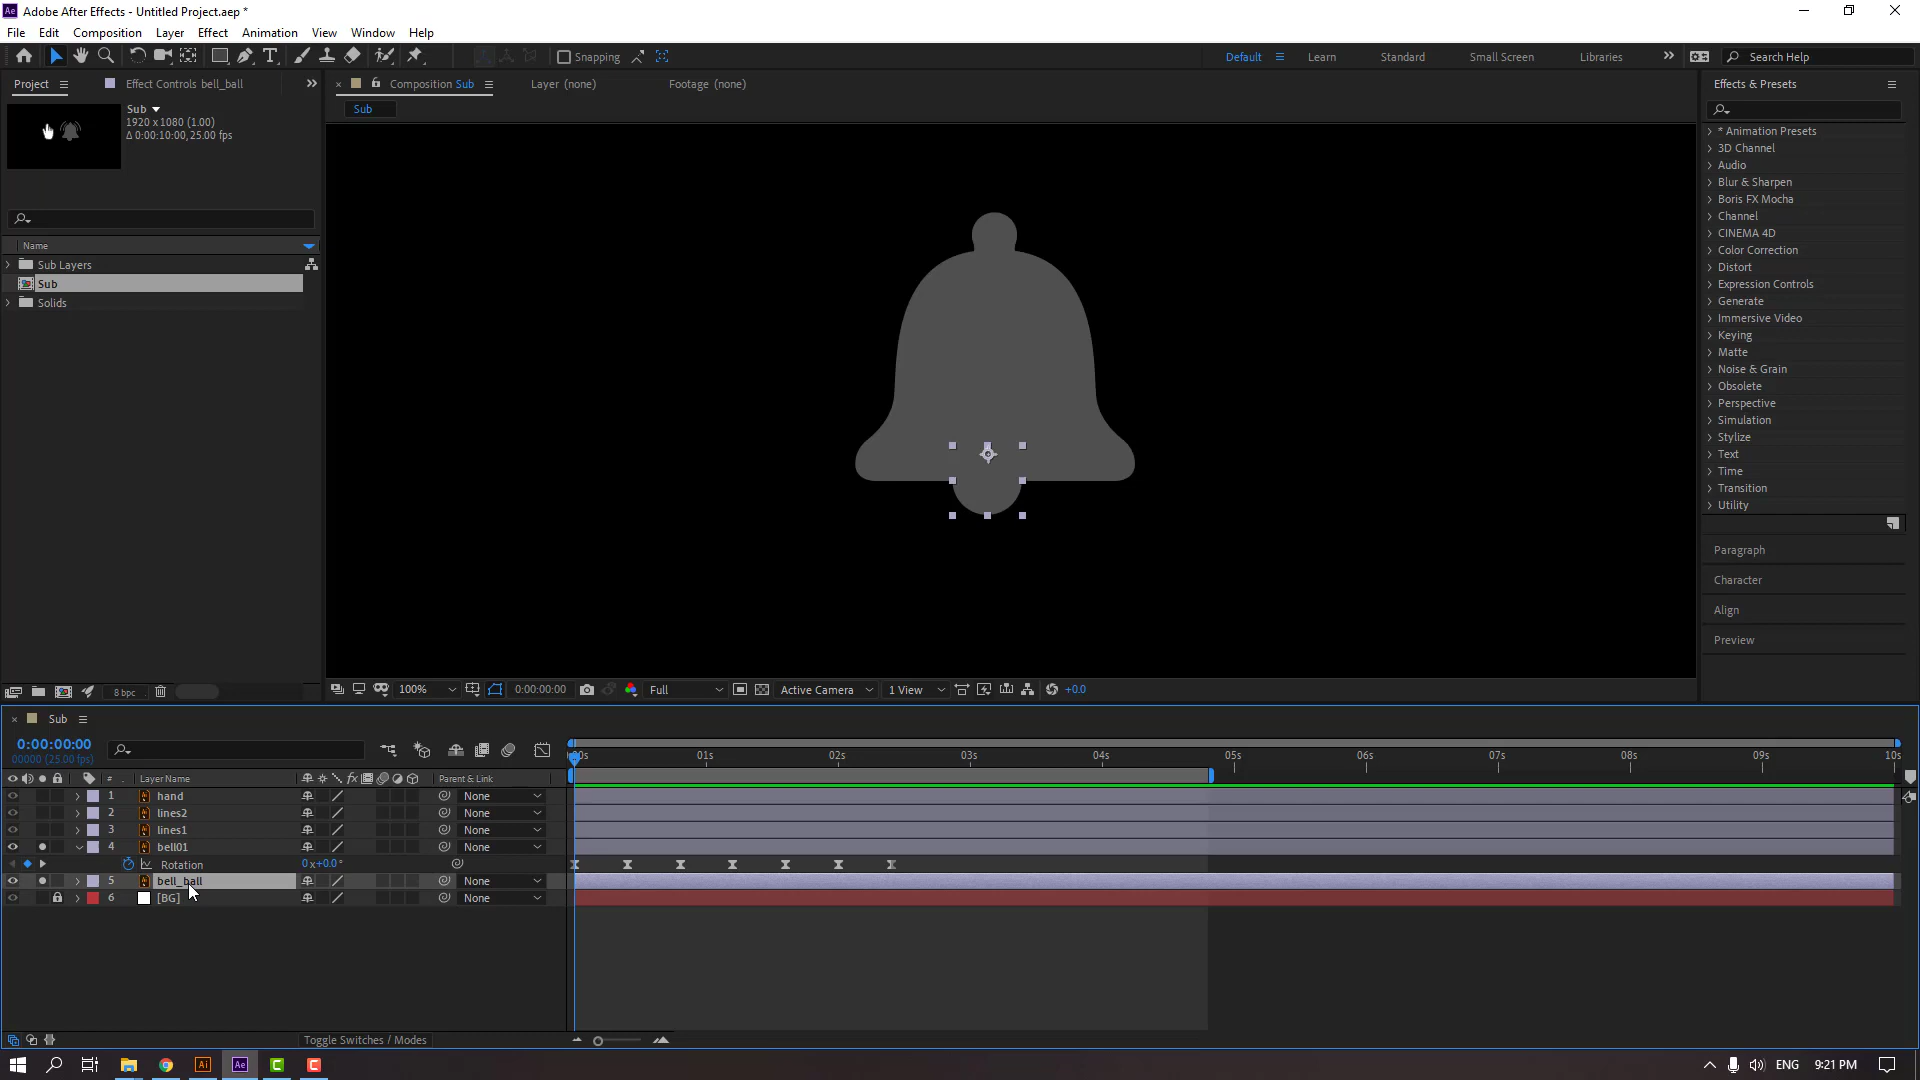 Adobe After Effects - Untitled Project.aep *
File Edit Composition Layer Effect Animation View Window Help
Snapping
Default Learn Standard Small Screen Libraries
Search Help
Project
Effect Controls bell_ball
Composition Sub
Layer (none)
Footage (none)
Effects & Presets
Sub
Sub
1920 x 1080 (1.00)
Δ 0:00:10:00, 25.00 fps
Name
Sub Layers
Sub
Solids
* Animation Presets
3D Channel
Audio
Blur & Sharpen
Boris FX Mocha
Channel
CINEMA 4D
Color Correction
Distort
Expression Controls
Generate
Immersive Video
Keying
Matte
Noise & Grain
Obsolete
Perspective
Simulation
Stylize
Text
Time
Transition
Utility
Paragraph
Character
Align
Preview
8 bpc
100% 0:00:00:00 Full Active Camera 1 View +0.0
Sub
0:00:00:00
00000 (25.00 fps)
00s 01s 02s 03s 04s 05s 06s 07s 08s 09s 10s
# Layer Name Parent & Link
1 hand None
2 lines2 None
3 lines1 None
4 bell01 None
Rotation 0x+0.0°
5 bell_ball None
6 [BG] None
Toggle Switches / Modes
ENG 9:21 PM